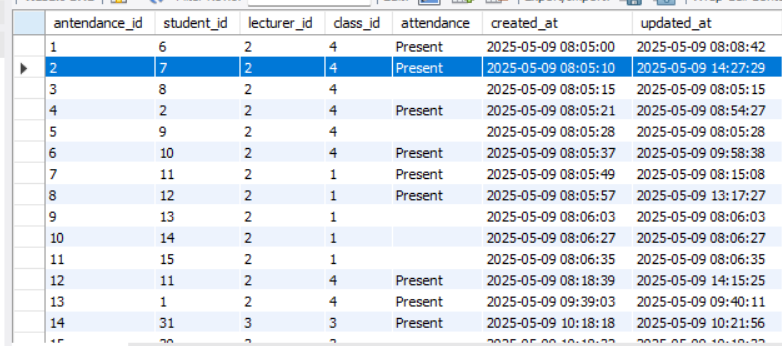 antendance_id student_id lecturer_id class_id attendance created_at updated_at
1 6 2 4 Present 2025-05-09 08:05:00 2025-05-09 08:08:42
2 7 2 4 Present 2025-05-09 08:05:10 2025-05-09 14:27:29
3 8 2 4 2025-05-09 08:05:15 2025-05-09 08:05:15
4 2 2 4 Present 2025-05-09 08:05:21 2025-05-09 08:54:27
5 9 2 4 2025-05-09 08:05:28 2025-05-09 08:05:28
6 10 2 4 Present 2025-05-09 08:05:37 2025-05-09 09:58:38
7 11 2 1 Present 2025-05-09 08:05:49 2025-05-09 08:15:08
8 12 2 1 Present 2025-05-09 08:05:57 2025-05-09 13:17:27
9 13 2 1 2025-05-09 08:06:03 2025-05-09 08:06:03
10 14 2 1 2025-05-09 08:06:27 2025-05-09 08:06:27
11 15 2 1 2025-05-09 08:06:35 2025-05-09 08:06:35
12 11 2 4 Present 2025-05-09 08:18:39 2025-05-09 14:15:25
13 1 2 4 Present 2025-05-09 09:39:03 2025-05-09 09:40:11
14 31 3 3 Present 2025-05-09 10:18:18 2025-05-09 10:21:56